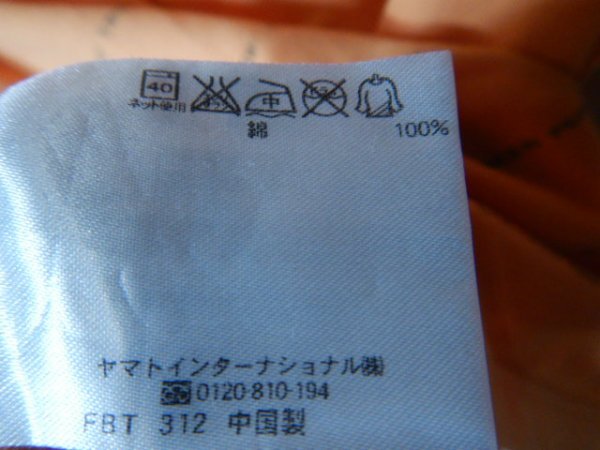 40 中
ネット使用
綿 100%
ヤマトインターナショナル㈱
0120-810-194
FBT 312 中国製